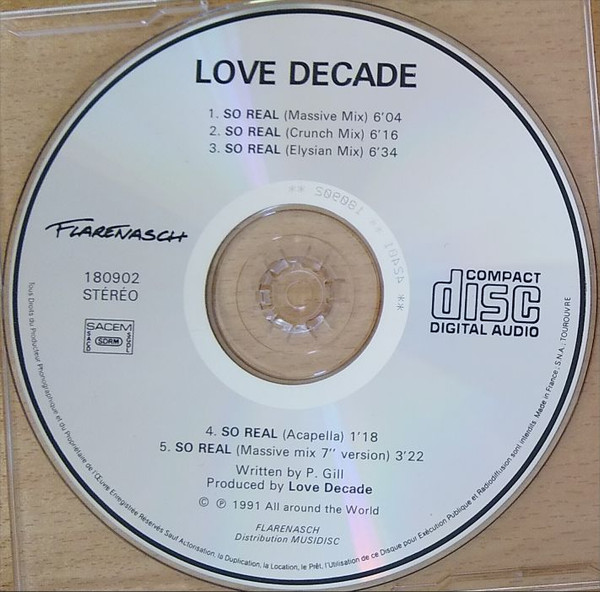 LOVE DECADE
1. SO REAL (Massive Mix) 6'04
2. SO REAL (Crunch Mix) 6'16
3. SO REAL (Elysian Mix) 6'34
FLARENASCH
180902
STÉRÉO
SACEM
SACD
SDRM
SGDL
COMPACT
disc
DIGITAL AUDIO
** 180902
**
4. SO REAL (Acapella) 1'18
5. SO REAL (Massive mix 7" version) 3'22
Written by P. Gill
Produced by Love Decade
© ℗ 1991 All around the World
FLARENASCH
Distribution MUSIDISC
Tous Droits du Producteur Phonographique et du Propriétaire de l'Œuvre Enregistrée Réservés Sauf Autorisation, la Duplication, la Location, le Prêt, l'Utilisation de ce Disque pour Exécution Publique et Radiodiffusion sont interdits. Made in France : S.N.A. TOUROUVRE